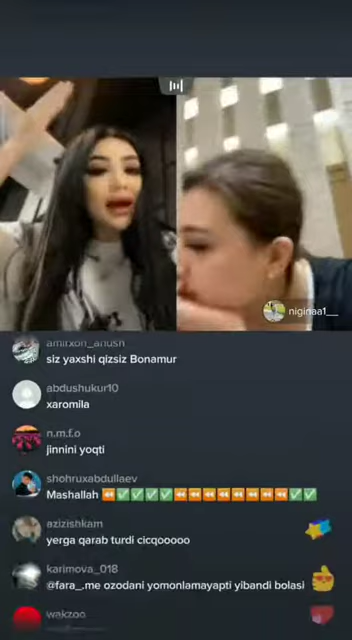 niginaa1__
amirxon_anush
siz yaxshi qizsiz Bonamur
abdushukur10
xaromila
n.m.f.o
jinnini yoqti
shohruxabdullaev
Mashallah ⏪✅✅✅✅⏪⏪⏪⏪⏪⏪⏪⏪✅✅
azizishkam
yerga qarab turdi cicqooooo
karimova_018
@fara_.me ozodani yomonlamayapti yibandi bolasi
wakzoo